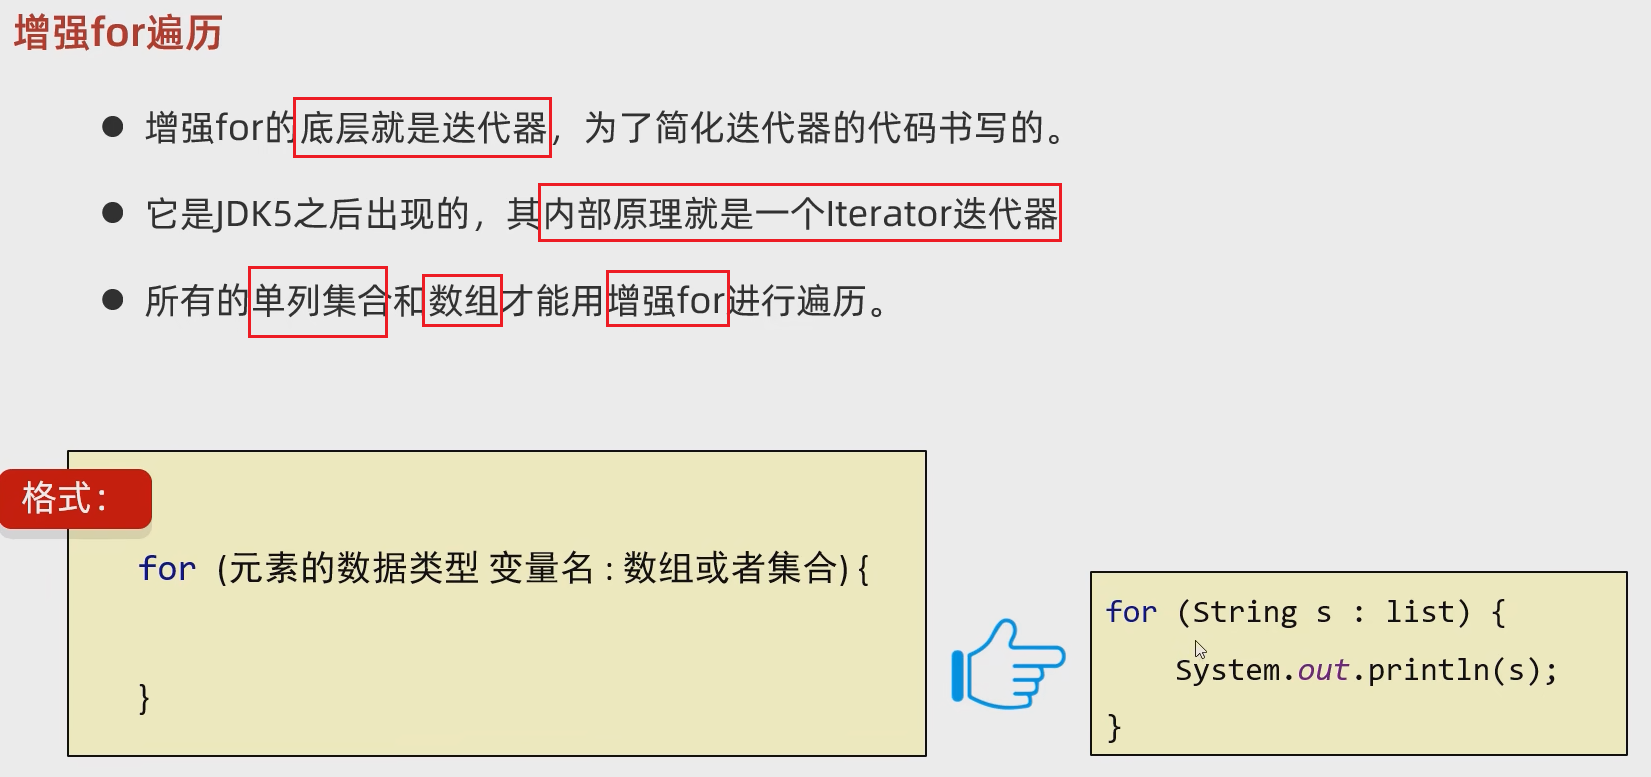 增强for遍历
● 增强for的底层就是迭代器，为了简化迭代器的代码书写的。
● 它是JDK5之后出现的，其内部原理就是一个Iterator迭代器
● 所有的单列集合和数组才能用增强for进行遍历。
格式：
for (元素的数据类型 变量名 : 数组或者集合) {
}
for (String s : list) {
System.out.println(s);
}